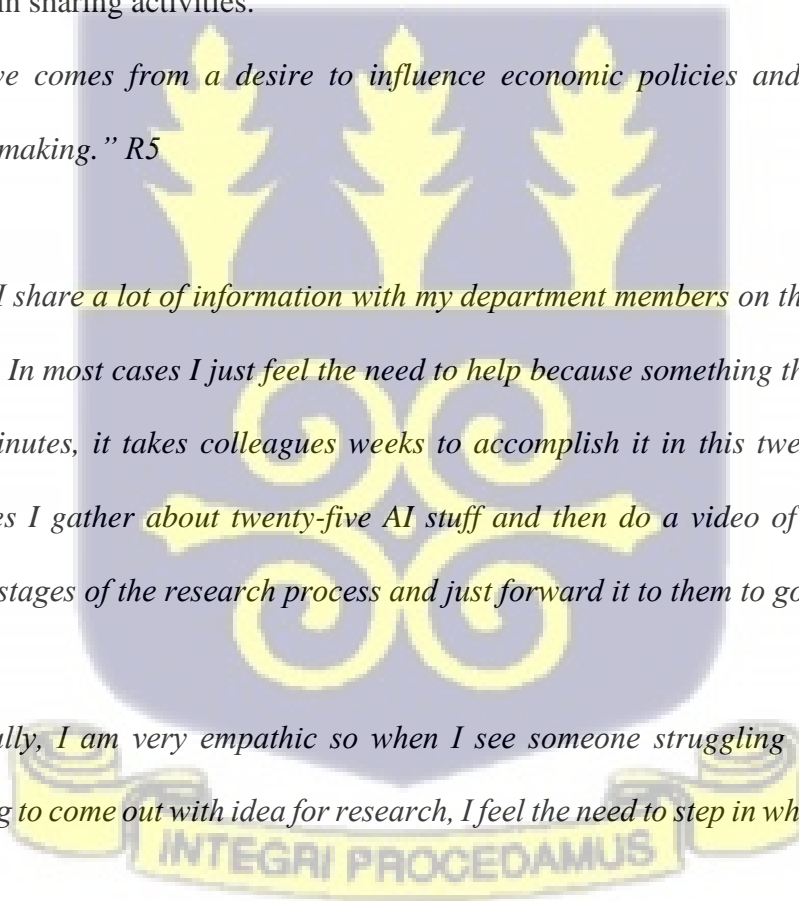 in sharing activities.
ve comes from a desire to influence economic policies and
making.” R5
I share a lot of information with my department members on th
In most cases I just feel the need to help because something th
inutes, it takes colleagues weeks to accomplish it in this twe
es I gather about twenty-five AI stuff and then do a video of
stages of the research process and just forward it to them to go
ally, I am very empathic so when I see someone struggling
g to come out with idea for research, I feel the need to step in wh
INTEGRI PROCEDAMUS